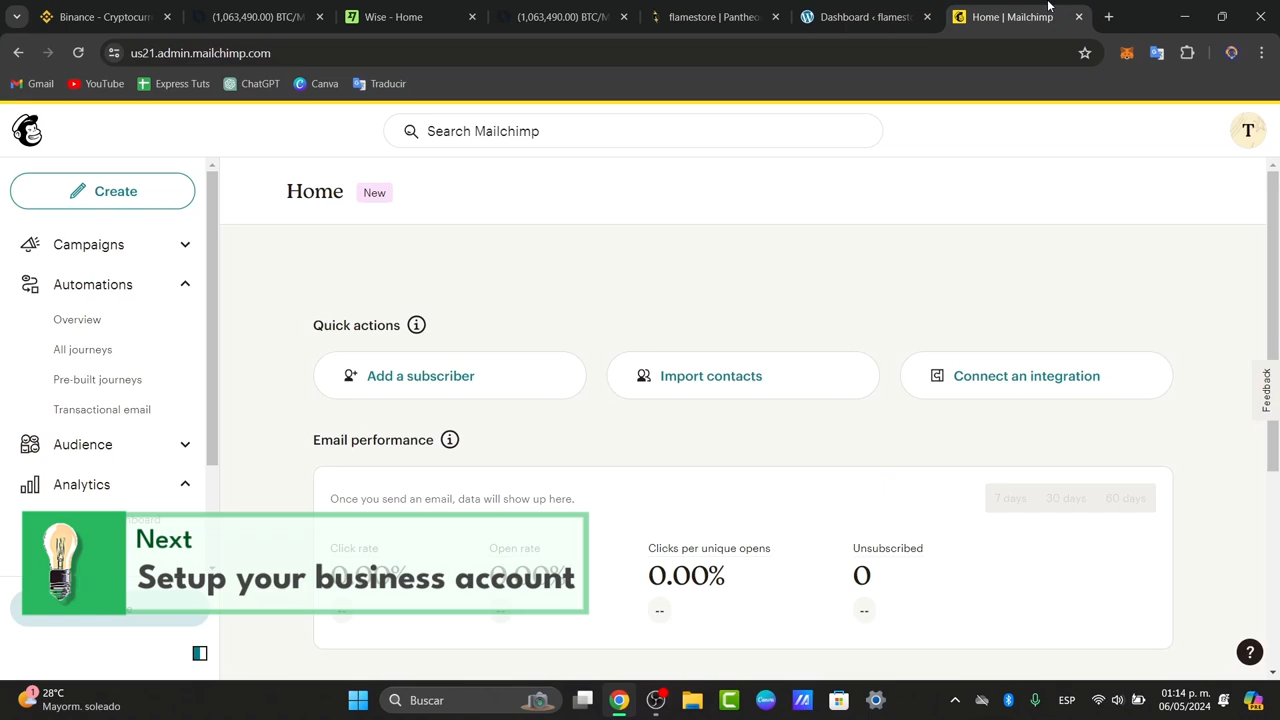 Binance - Cryptocurr
(1,063,490.00) BTC/M
Wise - Home
(1,063,490.00) BTC/M
flamestore | Pantheo
Dashboard ‹ flamesto
Home | Mailchimp
us21.admin.mailchimp.com
Gmail
YouTube
Express Tuts
ChatGPT
Canva
Traducir
Search Mailchimp
T
Create
Home
New
Campaigns
Automations
Overview
All journeys
Pre-built journeys
Transactional email
Audience
Analytics
Quick actions
Add a subscriber
Import contacts
Connect an integration
Feedback
Email performance
Once you send an email, data will show up here.
7 days
30 days
60 days
Click rate
Open rate
Clicks per unique opens
Unsubscribed
0.00%
0
--
--
Next
Setup your business account
?
1
28°C
Mayorm. soleado
Buscar
ESP
01:14 p. m.
06/05/2024